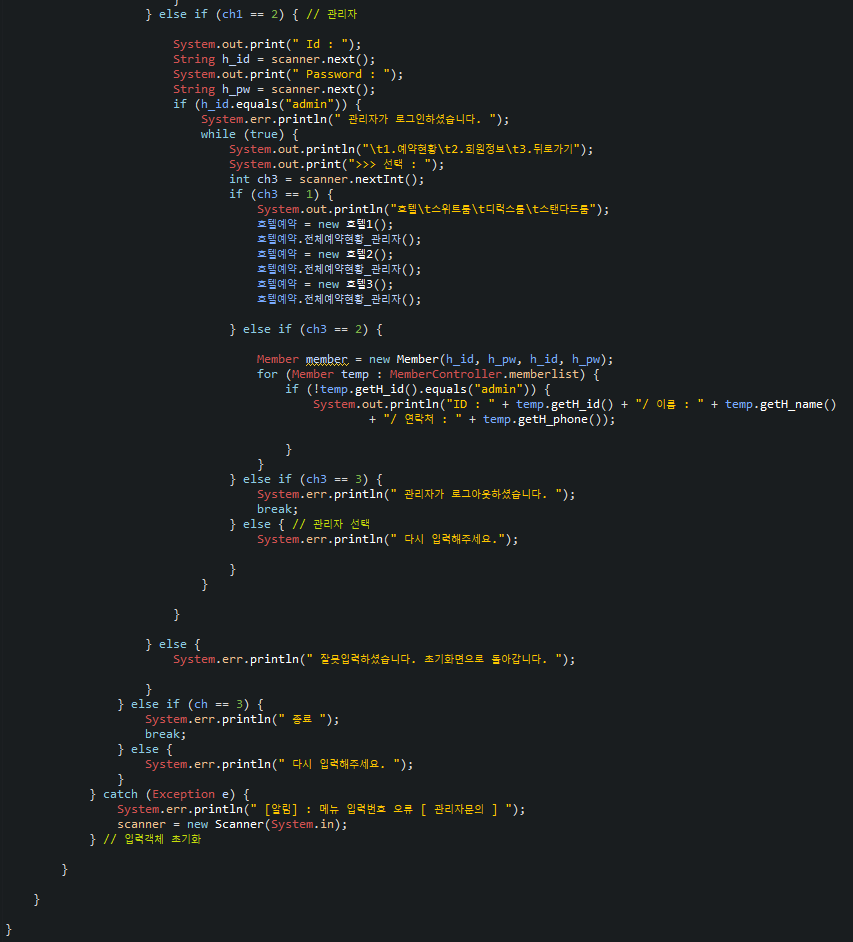 }
} else if (ch1 == 2) { // 관리자
System.out.print(" Id : ");
String h_id = scanner.next();
System.out.print(" Password : ");
String h_pw = scanner.next();
if (h_id.equals("admin")) {
System.err.println(" 관리자가 로그인하셨습니다. ");
while (true) {
System.out.println("\t1.예약현황\t2.회원정보\t3.뒤로가기");
System.out.print(">>> 선택 : ");
int ch3 = scanner.nextInt();
if (ch3 == 1) {
System.out.println("호텔\t스위트룸\t디럭스룸\t스탠다드룸");
호텔예약 = new 호텔1();
호텔예약.전체예약현황_관리자();
호텔예약 = new 호텔2();
호텔예약.전체예약현황_관리자();
호텔예약 = new 호텔3();
호텔예약.전체예약현황_관리자();
} else if (ch3 == 2) {
Member member = new Member(h_id, h_pw, h_id, h_pw);
for (Member temp : MemberController.memberlist) {
if (!temp.getH_id().equals("admin")) {
System.out.println("ID : " + temp.getH_id() + "/ 이름 : " + temp.getH_name()
+ "/ 연락처 : " + temp.getH_phone());
}
}
} else if (ch3 == 3) {
System.err.println(" 관리자가 로그아웃하셨습니다. ");
break;
} else { // 관리자 선택
System.err.println(" 다시 입력해주세요.");
}
}
}
} else {
System.err.println(" 잘못입력하셨습니다. 초기화면으로 돌아갑니다. ");
}
} else if (ch == 3) {
System.err.println(" 종료 ");
break;
} else {
System.err.println(" 다시 입력해주세요. ");
}
} catch (Exception e) {
System.err.println(" [알림] : 메뉴 입력번호 오류 [ 관리자문의 ] ");
scanner = new Scanner(System.in);
} // 입력객체 초기화
}
}
}